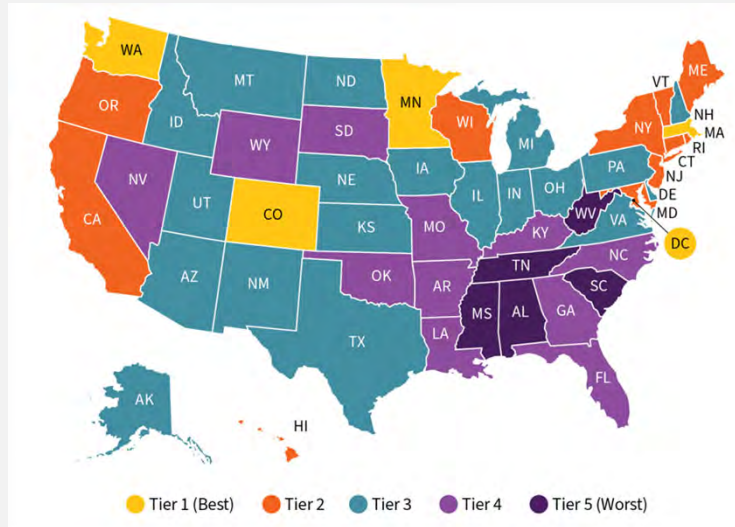 WA
MT
ND
MN
VT
ME
OR
ID
SD
WI
NY
NH
MA
WY
MI
RI
CT
NV
IA
PA
NJ
NE
DE
UT
IL
IN
OH
MD
CA
CO
KS
MO
WV
VA
DC
KY
AZ
NM
OK
AR
TN
NC
SC
MS
AL
GA
TX
LA
FL
AK
HI
Tier 1 (Best)
Tier 2
Tier 3
Tier 4
Tier 5 (Worst)